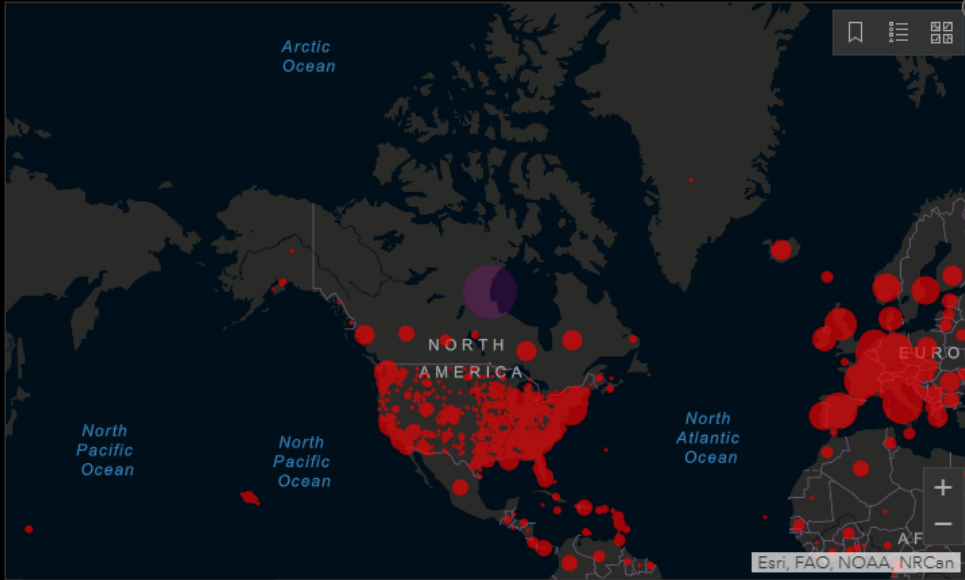 Arctic
Ocean
NORTH
AMERICA
EURO
North
Pacific
Ocean
North
Pacific
Ocean
North
Atlantic
Ocean
+
−
AF
Esri, FAO, NOAA, NRCan